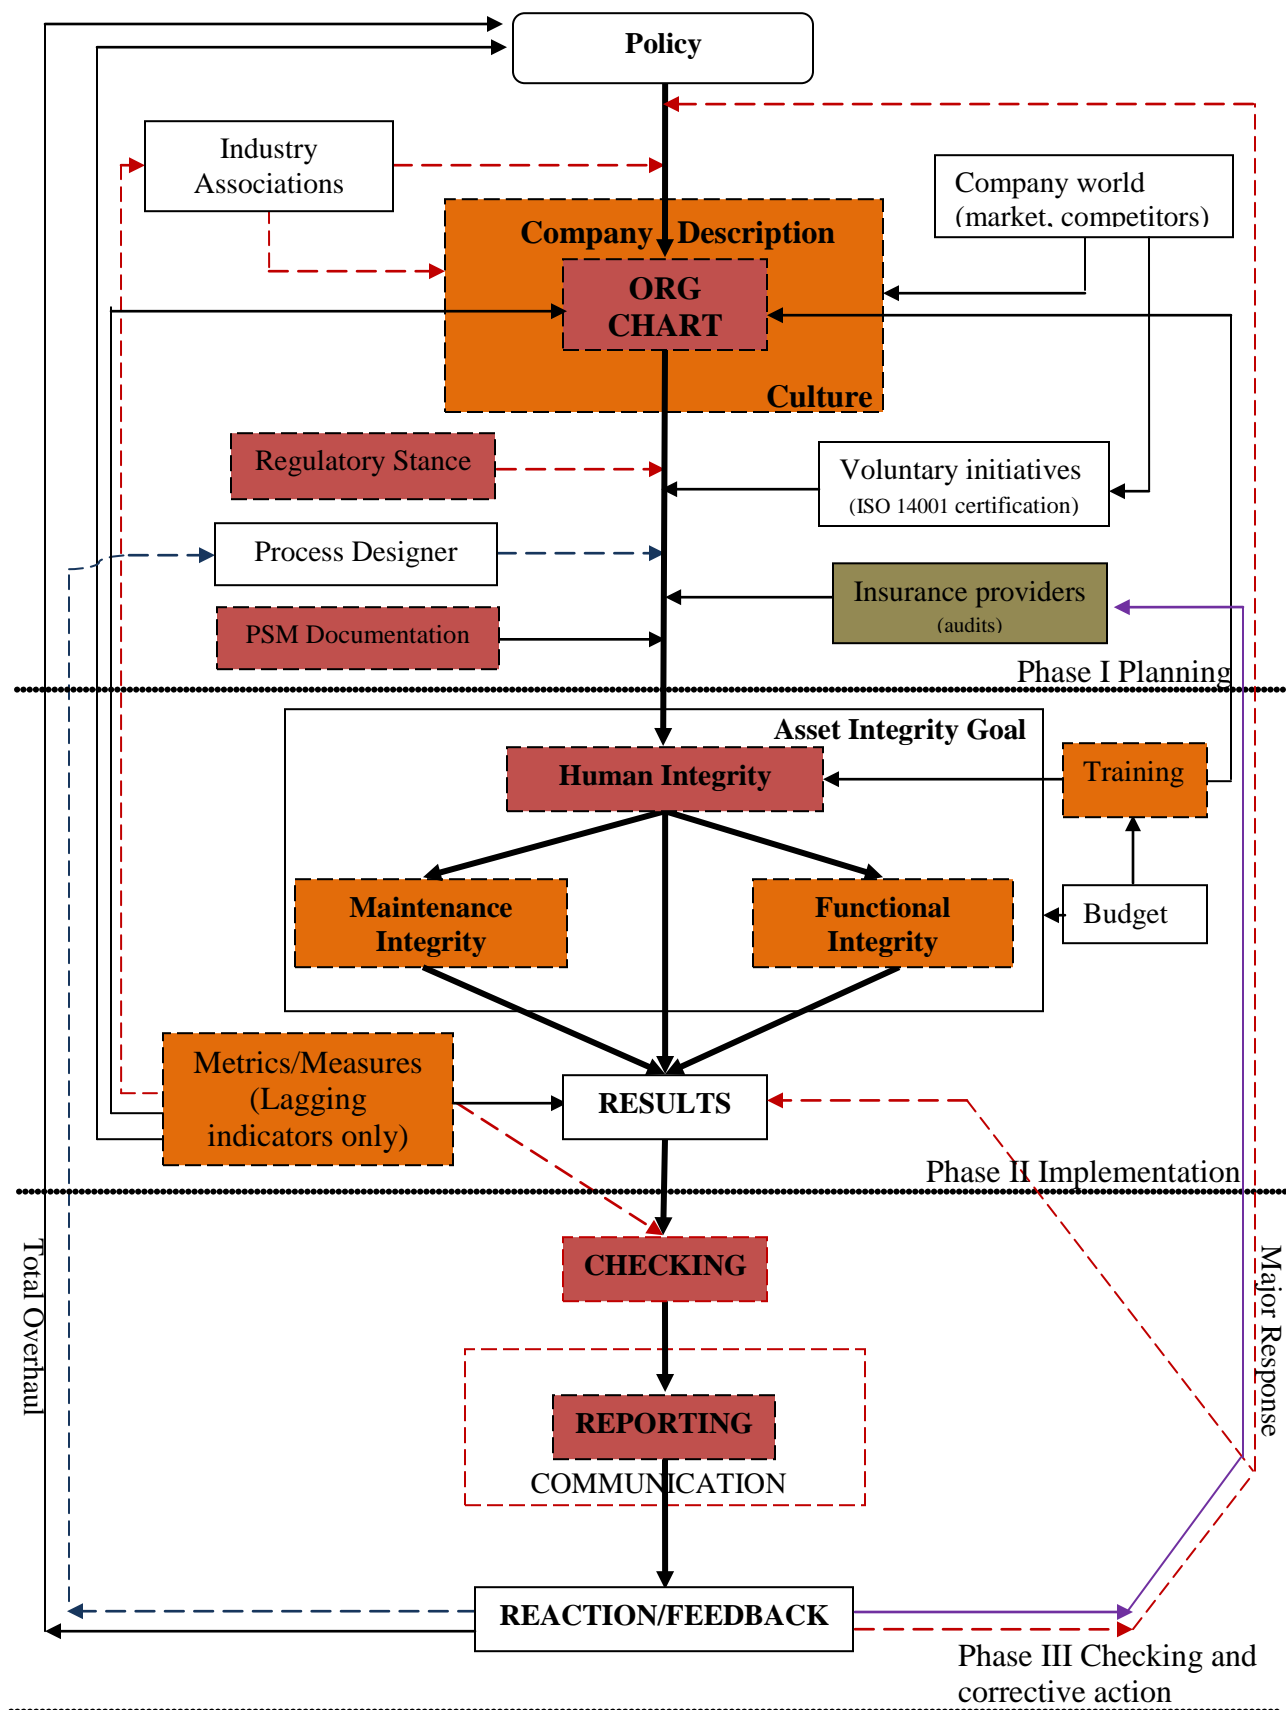 Policy
Industry
Associations
Company world
(market, competitors)
Company Description
ORG
CHART
Culture
Regulatory Stance
Voluntary initiatives
(ISO 14001 certification)
Process Designer
Insurance providers
(audits)
PSM Documentation
Phase I Planning
Asset Integrity Goal
Human Integrity
Training
Maintenance
Integrity
Functional
Integrity
Budget
Metrics/Measures
(Lagging
indicators only)
RESULTS
Phase II Implementation
Total Overhaul
Major Response
CHECKING
REPORTING
COMMUNICATION
REACTION/FEEDBACK
Phase III Checking and
corrective action